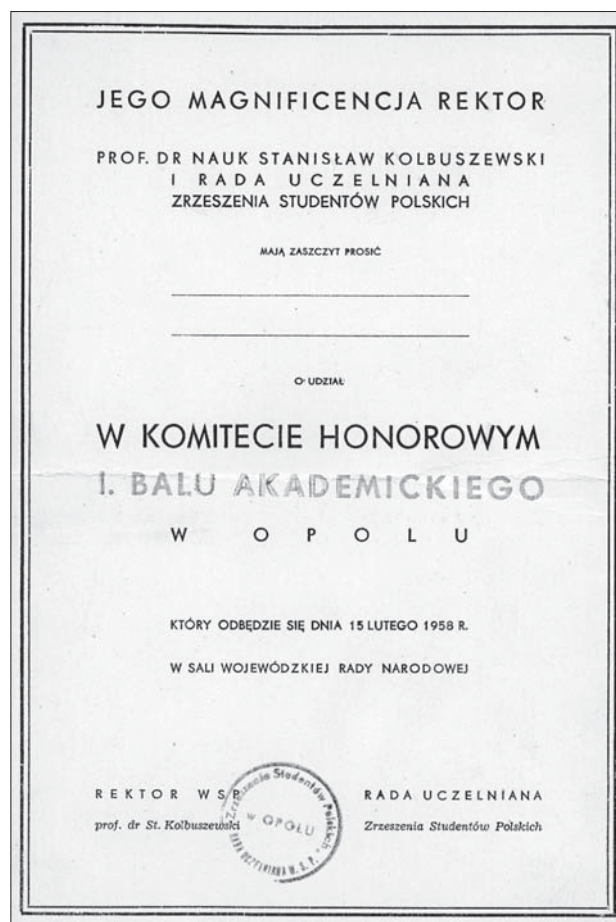 JEGO MAGNIFICENCJA REKTOR
PROF. DR NAUK STANISŁAW KOLBUSZEWSKI
I RADA UCZELNIANA
ZRZESZENIA STUDENTÓW POLSKICH
MAJĄ ZASZCZYT PROSIĆ
O UDZIAŁ
W KOMITECIE HONOROWYM
I. BALU AKADEMICKIEGO
W OPOLU
KTÓRY ODBĘDZIE SIĘ DNIA 15 LUTEGO 1958 R.
W SALI WOJEWÓDZKIEJ RADY NARODOWEJ
REKTOR WSP
prof. dr St. Kolbuszewski
Zrzeszenie Studentów Polskich
w OPOLU
RADA UCZELNIANA W. S. P.
RADA UCZELNIANA
Zrzeszenia Studentów Polskich